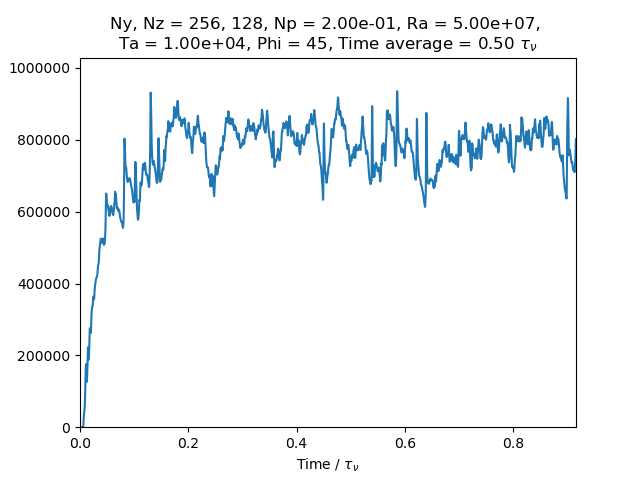 Ny, Nz = 256, 128, Np = 2.00e-01, Ra = 5.00e+07,
Ta = 1.00e+04, Phi = 45, Time average = 0.50 τν
1000000
800000
600000
400000
200000
0
0.0 0.2 0.4 0.6 0.8
Time / τν